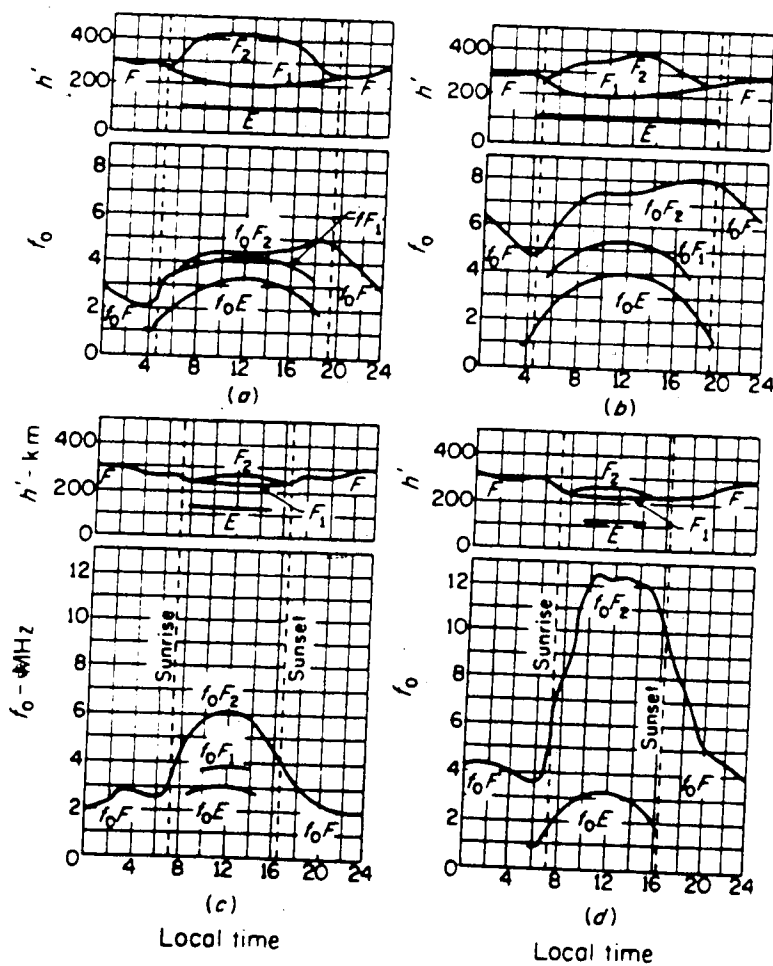 400
h'
200
0
F
F₂
F₁
F
E
8
6
f₀
4
2
0
f₀F₂
fF₁
f₀F
f₀F
f₀E
4 8 12 16 20 24
(a)
400
h'
200
0
F
F₁
F₂
F
E
8
6
f₀
4
2
0
f₀F₂
f₀F
f₀F
f₀F₁
f₀E
4 8 12 16 20 24
(b)
h' - km
400
200
0
F
F₂
F
F₁
E
f₀ - MHz
12
10
8
6
4
2
0
Sunrise
Sunset
f₀F₂
f₀F₁
f₀F
f₀E
f₀F
4 8 12 16 20 24
(c)
Local time
h'
400
200
0
F
F₂
F
F₁
E
f₀
12
10
8
6
4
2
0
f₀F₂
Sunrise
Sunset
f₀F
f₀F
f₀E
4 8 12 16 20 24
(d)
Local time